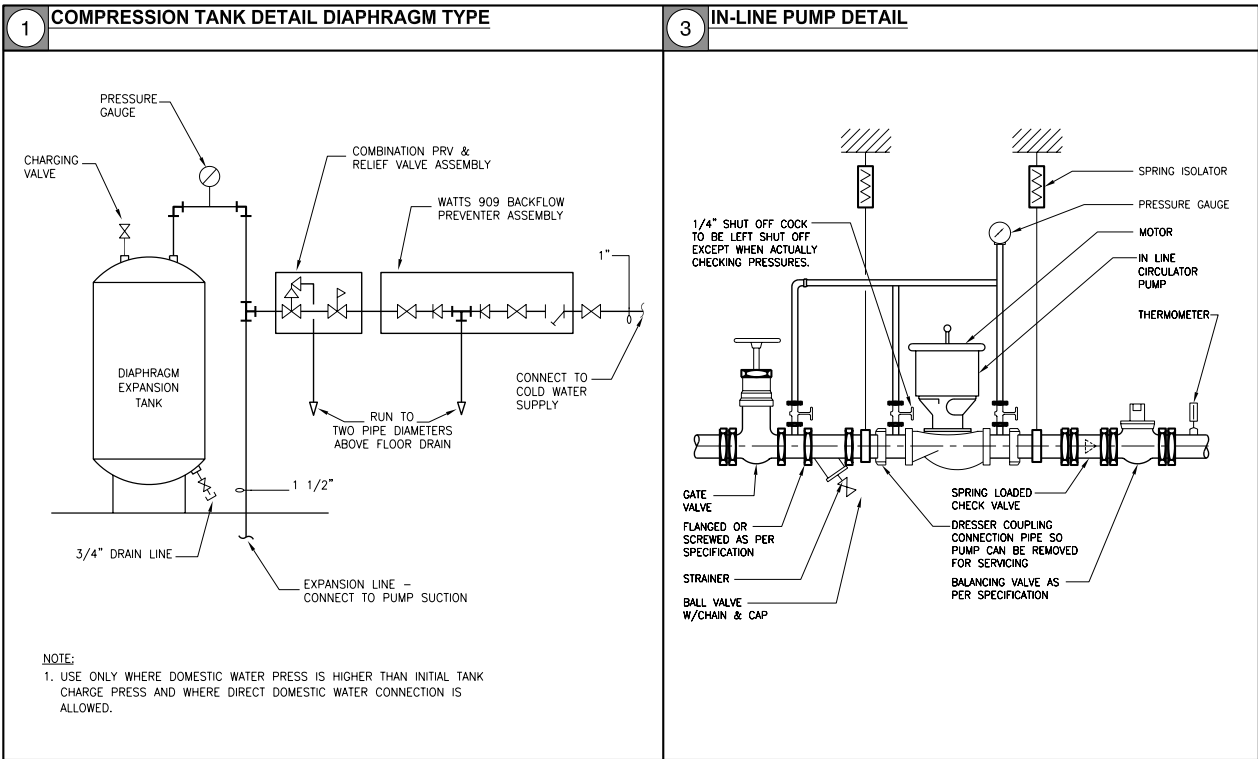 1
COMPRESSION TANK DETAIL DIAPHRAGM TYPE
PRESSURE
GAUGE
CHARGING
VALVE
COMBINATION PRV &
RELIEF VALVE ASSEMBLY
WATTS 909 BACKFLOW
PREVENTER ASSEMBLY
1"
DIAPHRAGM
EXPANSION
TANK
CONNECT TO
COLD WATER
SUPPLY
RUN TO
TWO PIPE DIAMETERS
ABOVE FLOOR DRAIN
1 1/2"
3/4" DRAIN LINE
EXPANSION LINE –
CONNECT TO PUMP SUCTION
NOTE:
1. USE ONLY WHERE DOMESTIC WATER PRESS IS HIGHER THAN INITIAL TANK
CHARGE PRESS AND WHERE DIRECT DOMESTIC WATER CONNECTION IS
ALLOWED.
3
IN-LINE PUMP DETAIL
SPRING ISOLATOR
PRESSURE GAUGE
MOTOR
IN LINE
CIRCULATOR
PUMP
THERMOMETER
1/4" SHUT OFF COCK
TO BE LEFT SHUT OFF
EXCEPT WHEN ACTUALLY
CHECKING PRESSURES.
GATE
VALVE
FLANGED OR
SCREWED AS PER
SPECIFICATION
STRAINER
BALL VALVE
W/CHAIN & CAP
SPRING LOADED
CHECK VALVE
DRESSER COUPLING
CONNECTION PIPE SO
PUMP CAN BE REMOVED
FOR SERVICING
BALANCING VALVE AS
PER SPECIFICATION